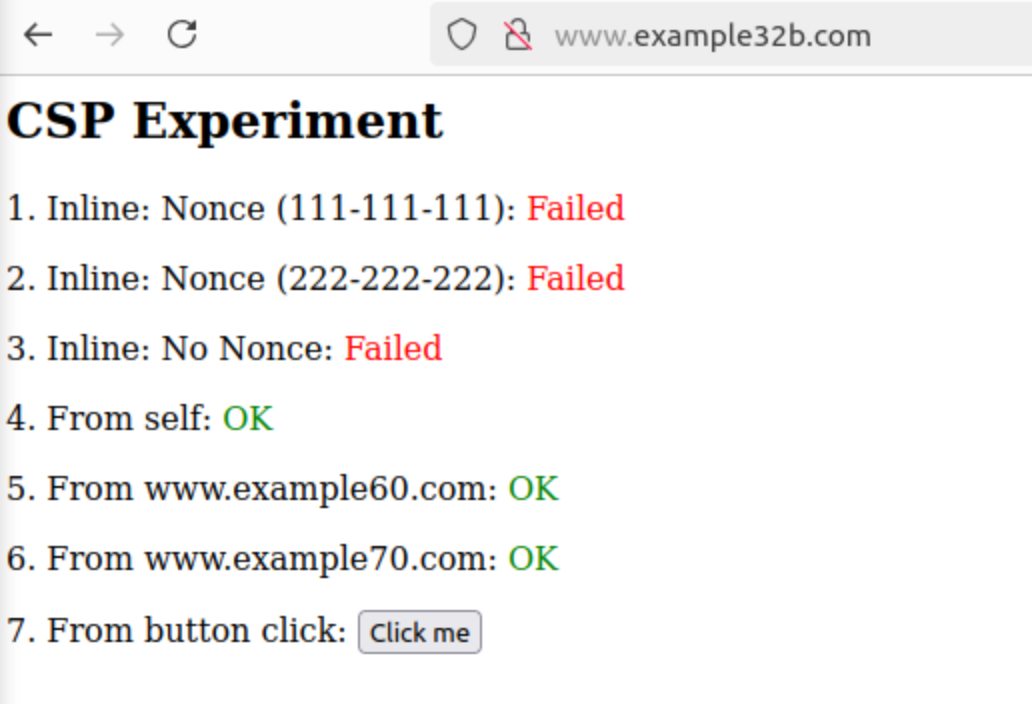 www.example32b.com
CSP Experiment
1. Inline: Nonce (111-111-111): Failed
2. Inline: Nonce (222-222-222): Failed
3. Inline: No Nonce: Failed
4. From self: OK
5. From www.example60.com: OK
6. From www.example70.com: OK
7. From button click: Click me